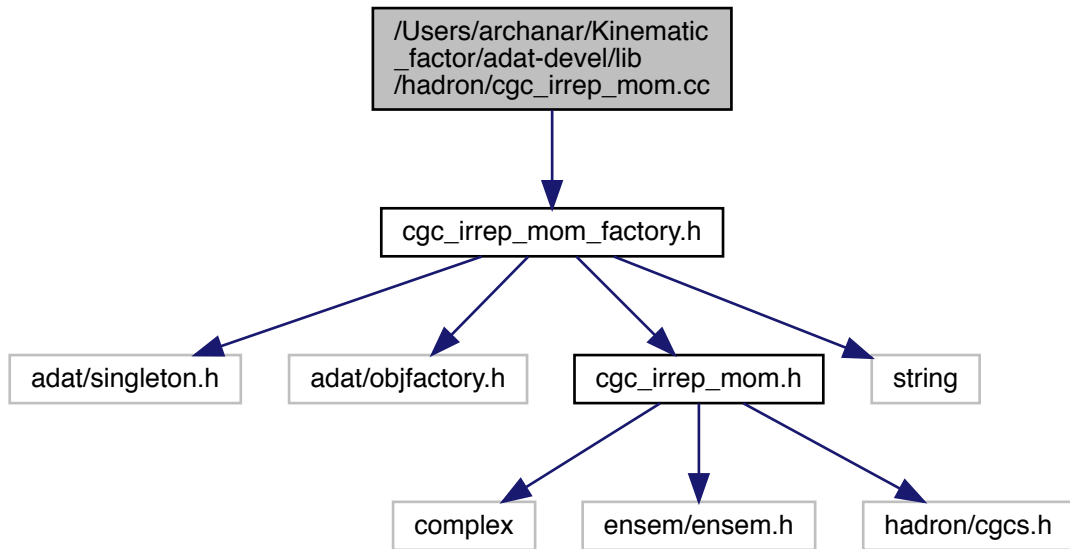 /Users/archanar/Kinematic
_factor/adat-devel/lib
/hadron/cgc_irrep_mom.cc
cgc_irrep_mom_factory.h
adat/singleton.h
adat/objfactory.h
cgc_irrep_mom.h
string
complex
ensem/ensem.h
hadron/cgcs.h